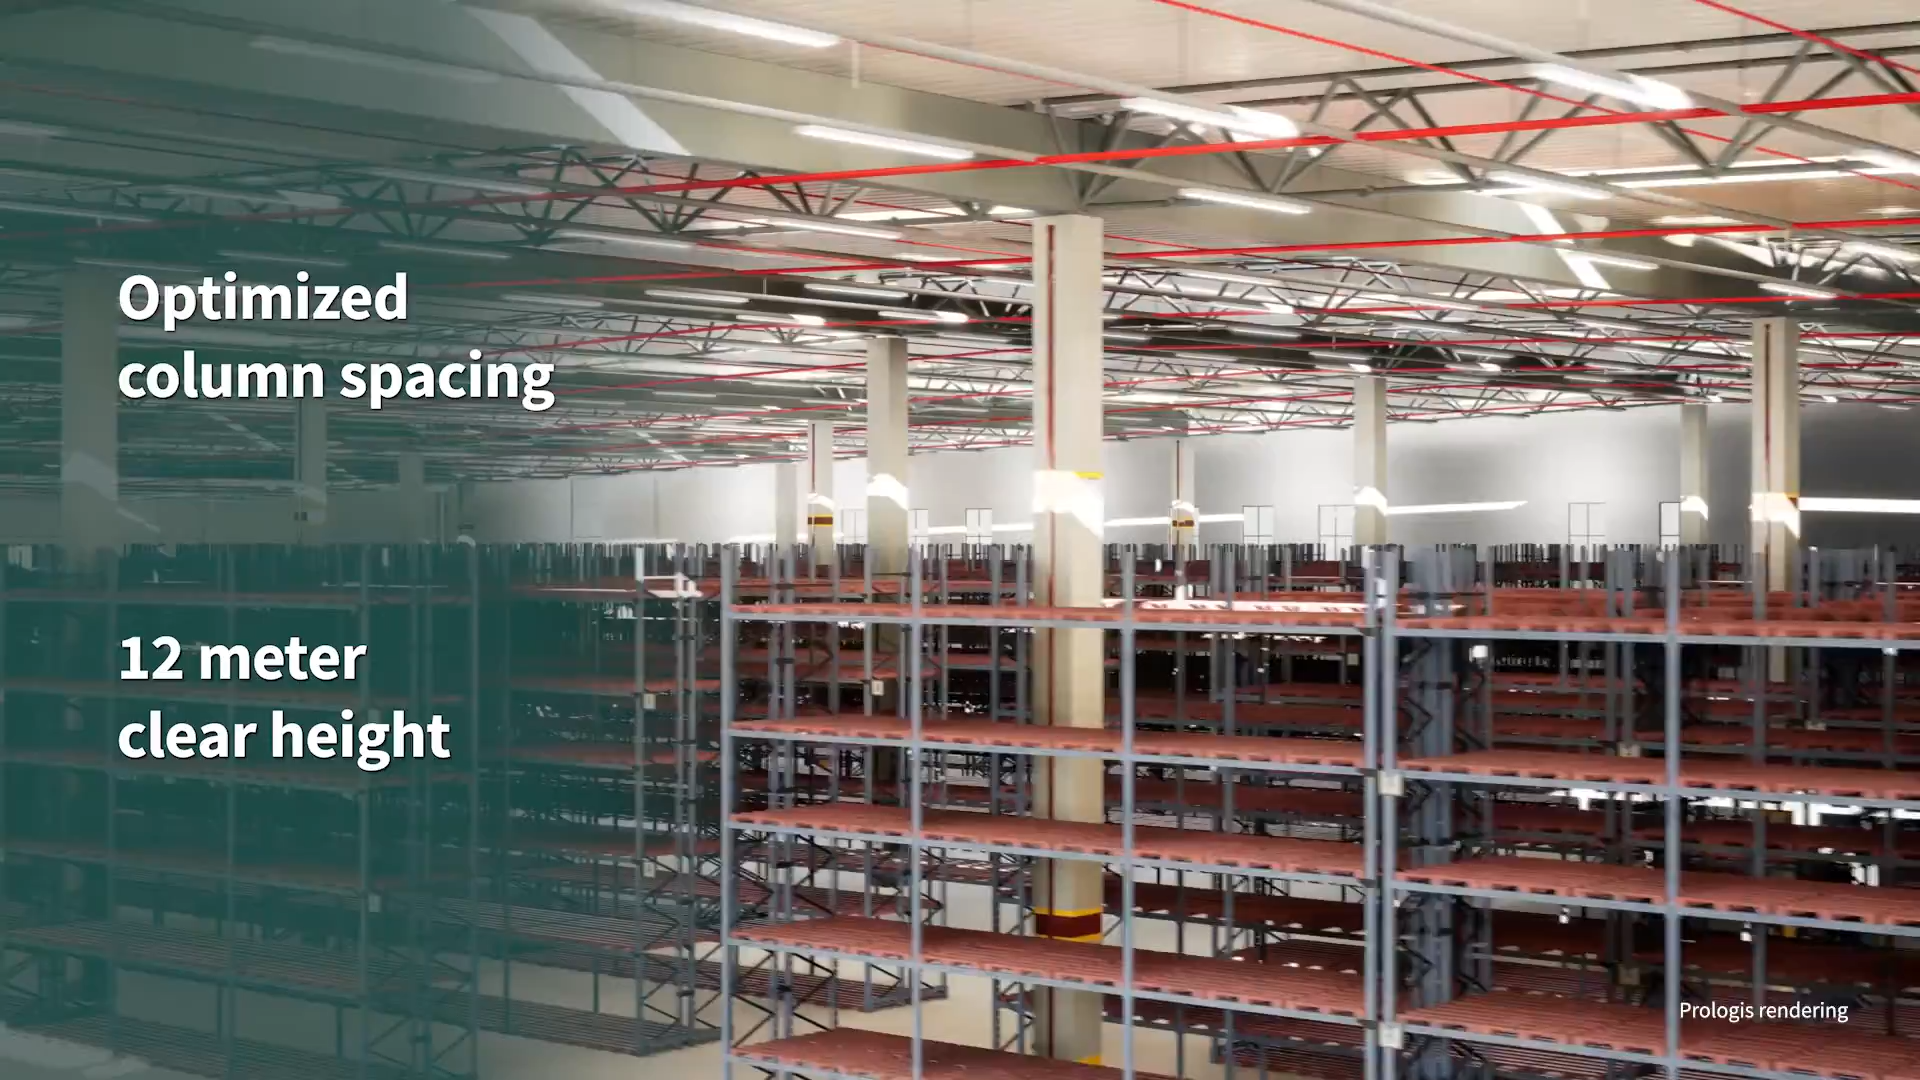 Optimized
column spacing
12 meter
clear height
Prologis rendering